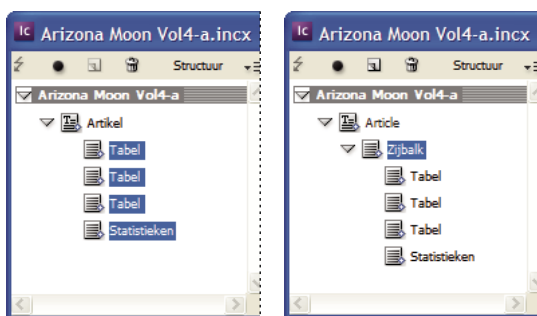 Ic Arizona Moon Vol4-a.incx
Structuur
Arizona Moon Vol4-a
Artikel
Tabel
Tabel
Tabel
Statistieken
Ic Arizona Moon Vol4-a.incx
Structuur
Arizona Moon Vol4-a
Article
Zijbalk
Tabel
Tabel
Tabel
Statistieken